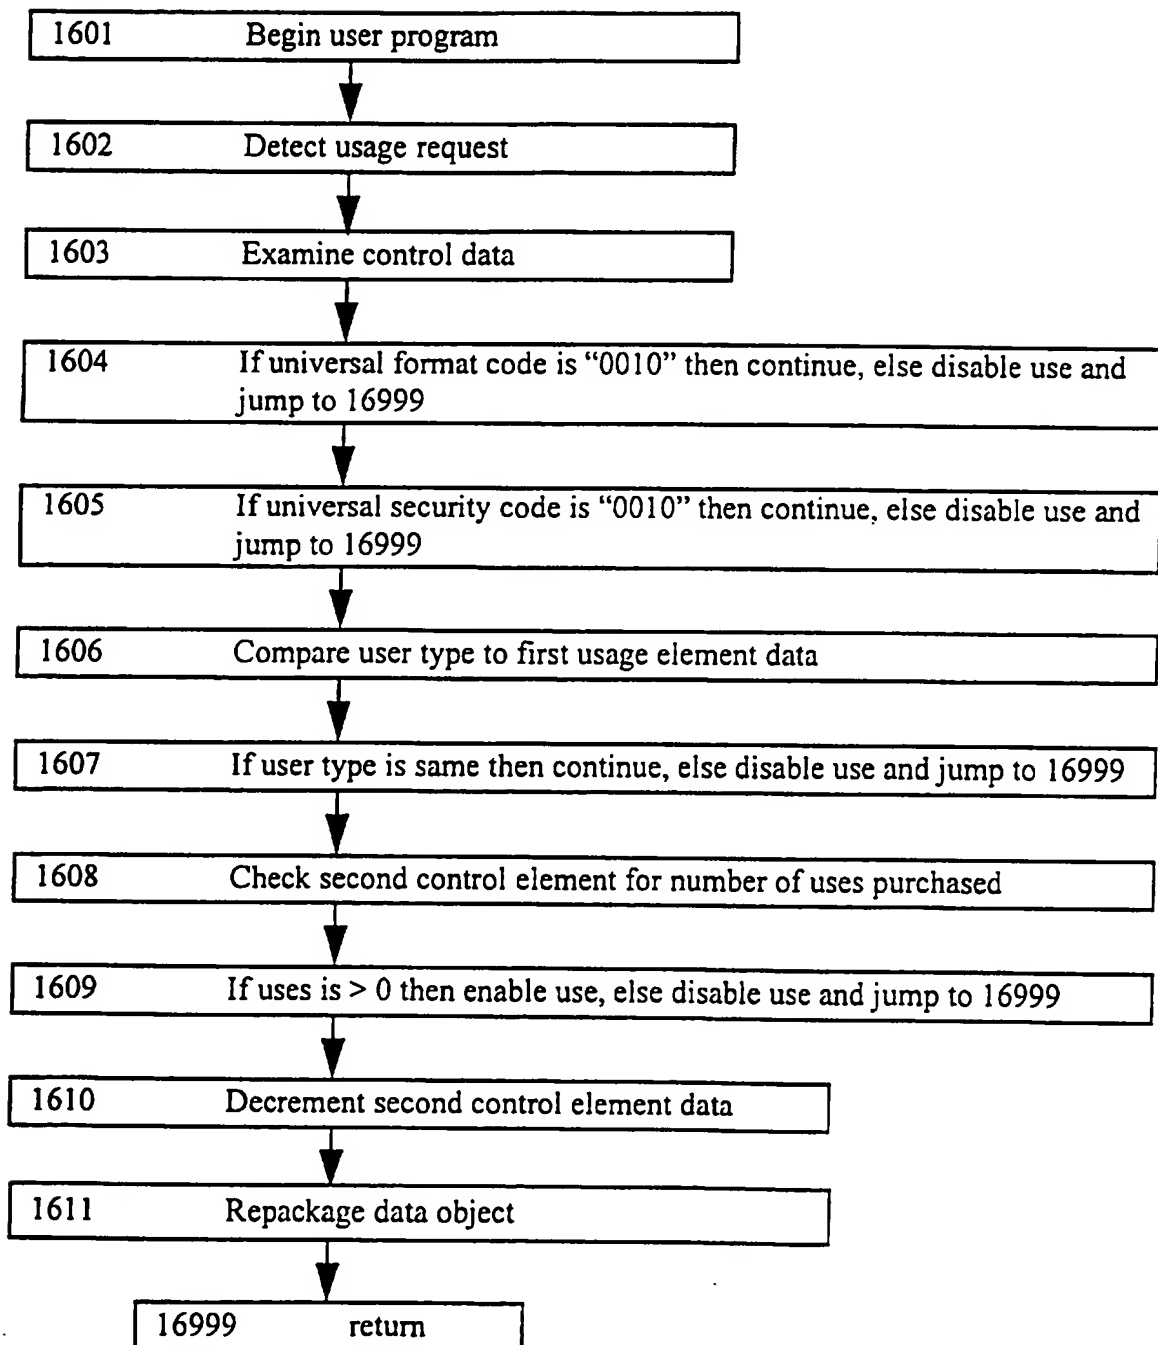 1601 Begin user program
1602 Detect usage request
1603 Examine control data
1604 If universal format code is “0010” then continue, else disable use and
jump to 16999
1605 If universal security code is “0010” then continue, else disable use and
jump to 16999
1606 Compare user type to first usage element data
1607 If user type is same then continue, else disable use and jump to 16999
1608 Check second control element for number of uses purchased
1609 If uses is > 0 then enable use, else disable use and jump to 16999
1610 Decrement second control element data
1611 Repackage data object
16999 return